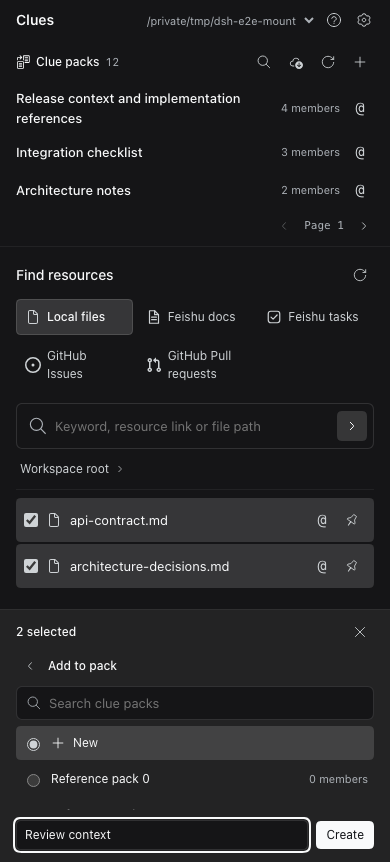 Clues /private/tmp/dsh-e2e-mount
Clue packs 12
Release context and implementation
references
4 members @
Integration checklist 3 members @
Architecture notes 2 members @
Page 1
Find resources
Local files Feishu docs Feishu tasks
GitHub
Issues
GitHub Pull
requests
Keyword, resource link or file path
Workspace root
api-contract.md @
architecture-decisions.md @
2 selected
Add to pack
Search clue packs
New
Reference pack 0 0 members
Review context Create